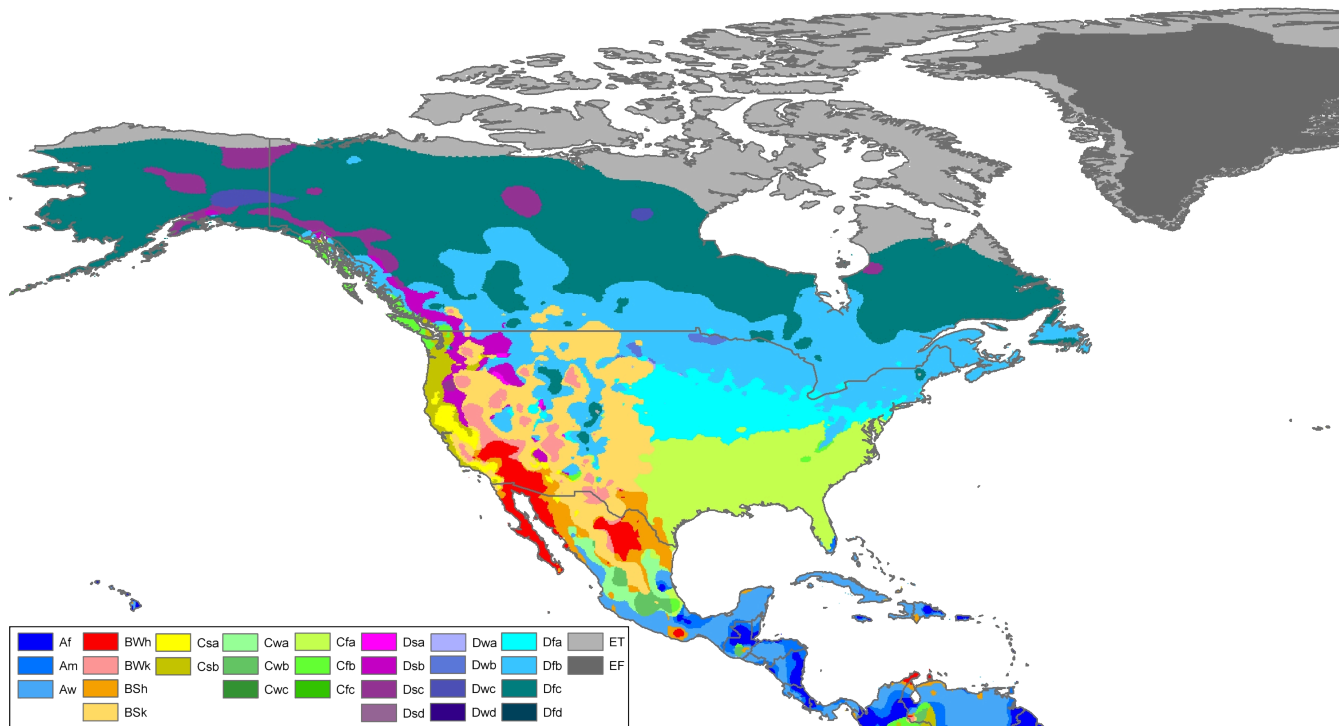 Af BWh Csa Cwa Cfa Dsa Dwa Dfa ET
Am BWk Csb Cwb Cfb Dsb Dwb Dfb EF
Aw BSh Cwc Cfc Dsc Dwc Dfc
BSk Dsd Dwd Dfd